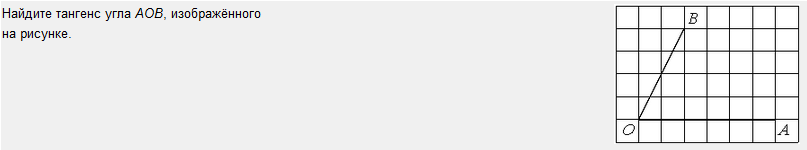 Найдите тангенс угла AOB, изображённого
на рисунке.
B
O
A